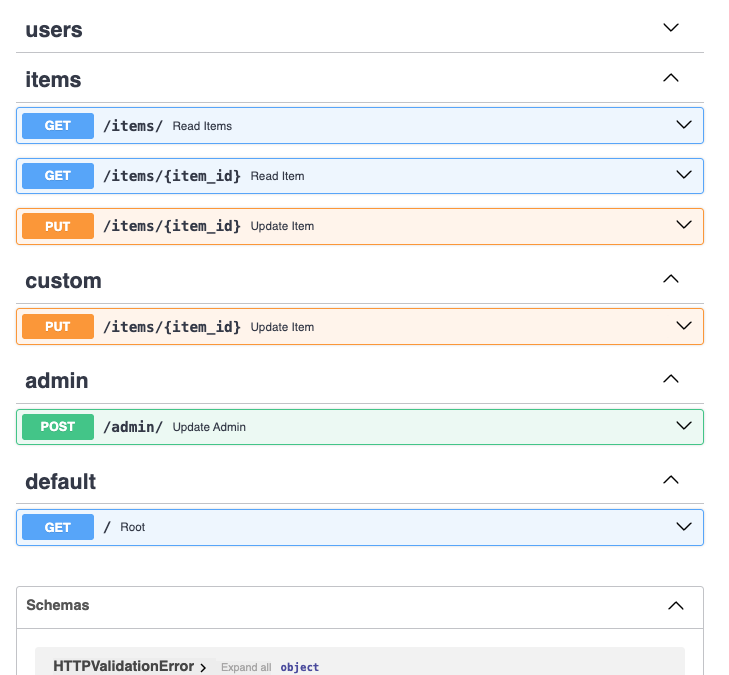 users
items
GET /items/ Read Items
GET /items/{item_id} Read Item
PUT /items/{item_id} Update Item
custom
PUT /items/{item_id} Update Item
admin
POST /admin/ Update Admin
default
GET / Root
Schemas
HTTPValidationError Expand all object